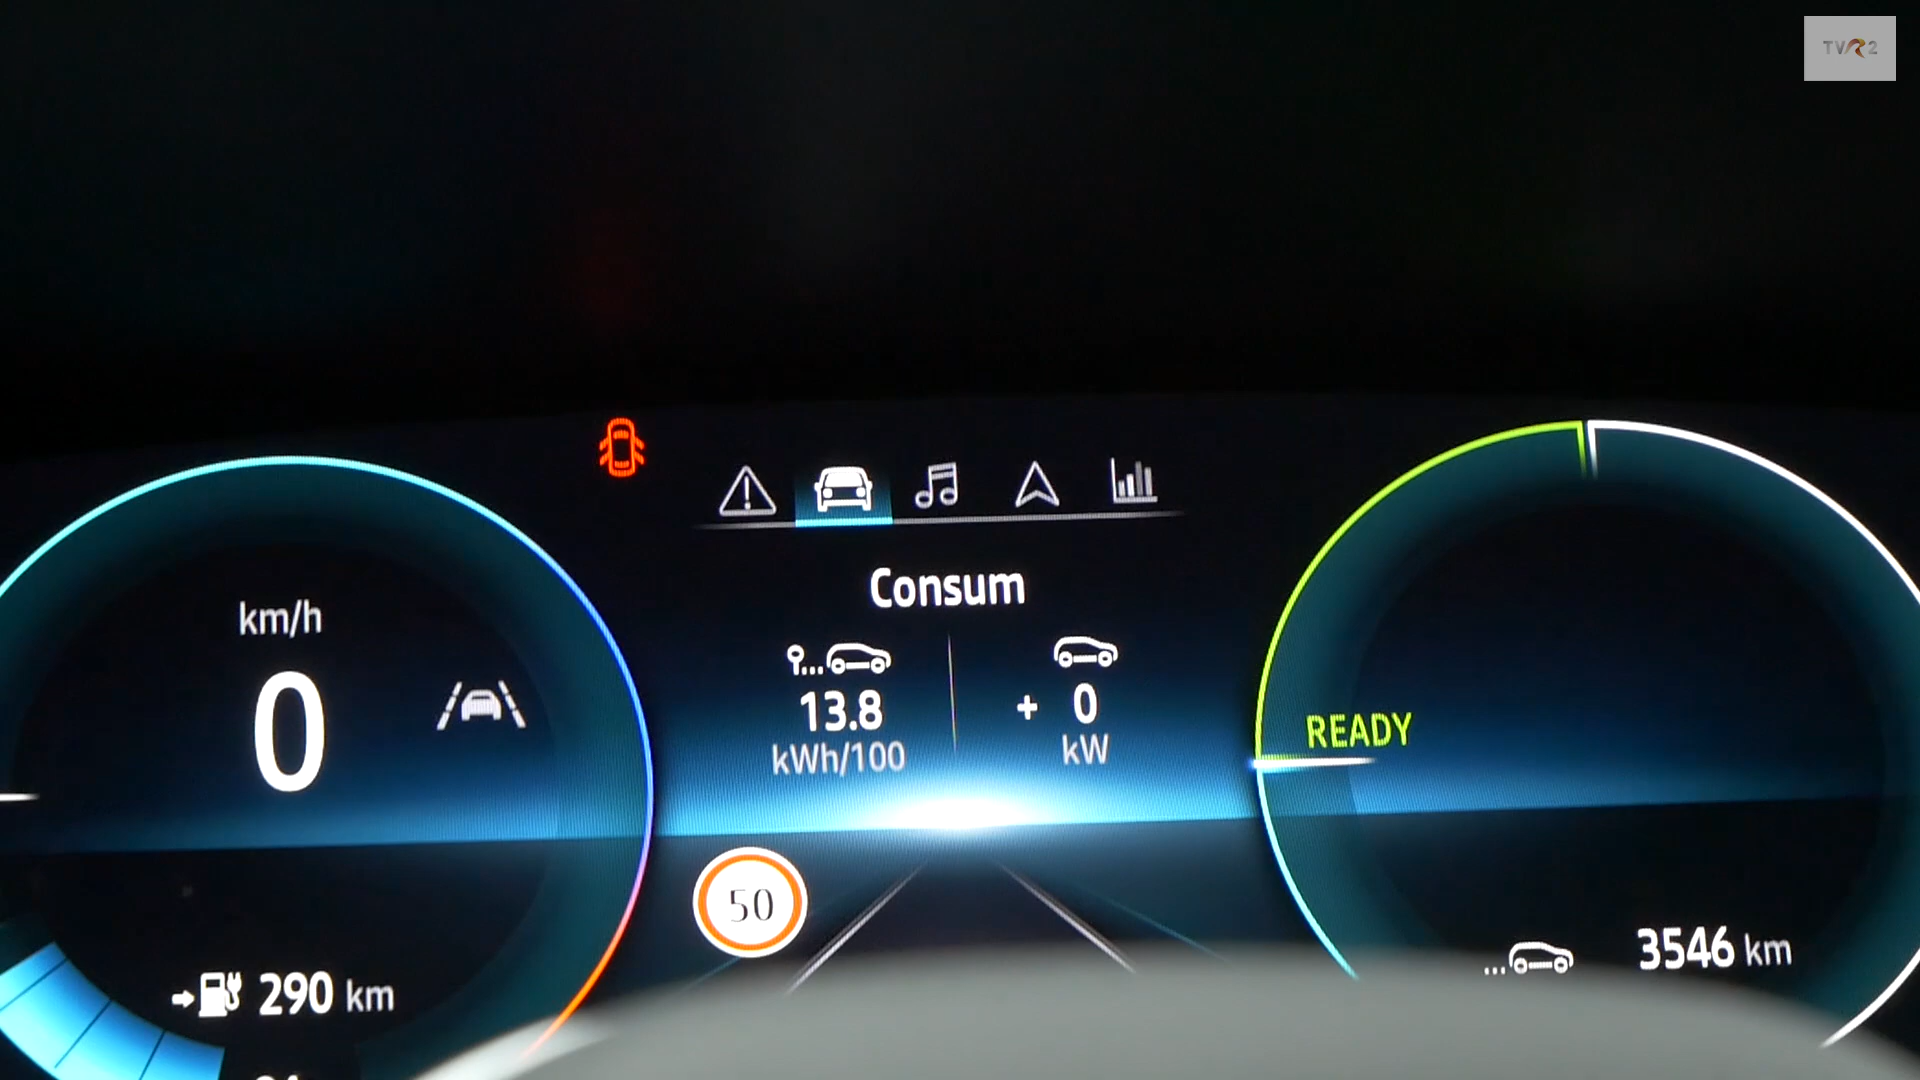 TVR2
Consum
km/h
0
13.8
kWh/100
+ 0
kW
READY
50
290 km
3546 km